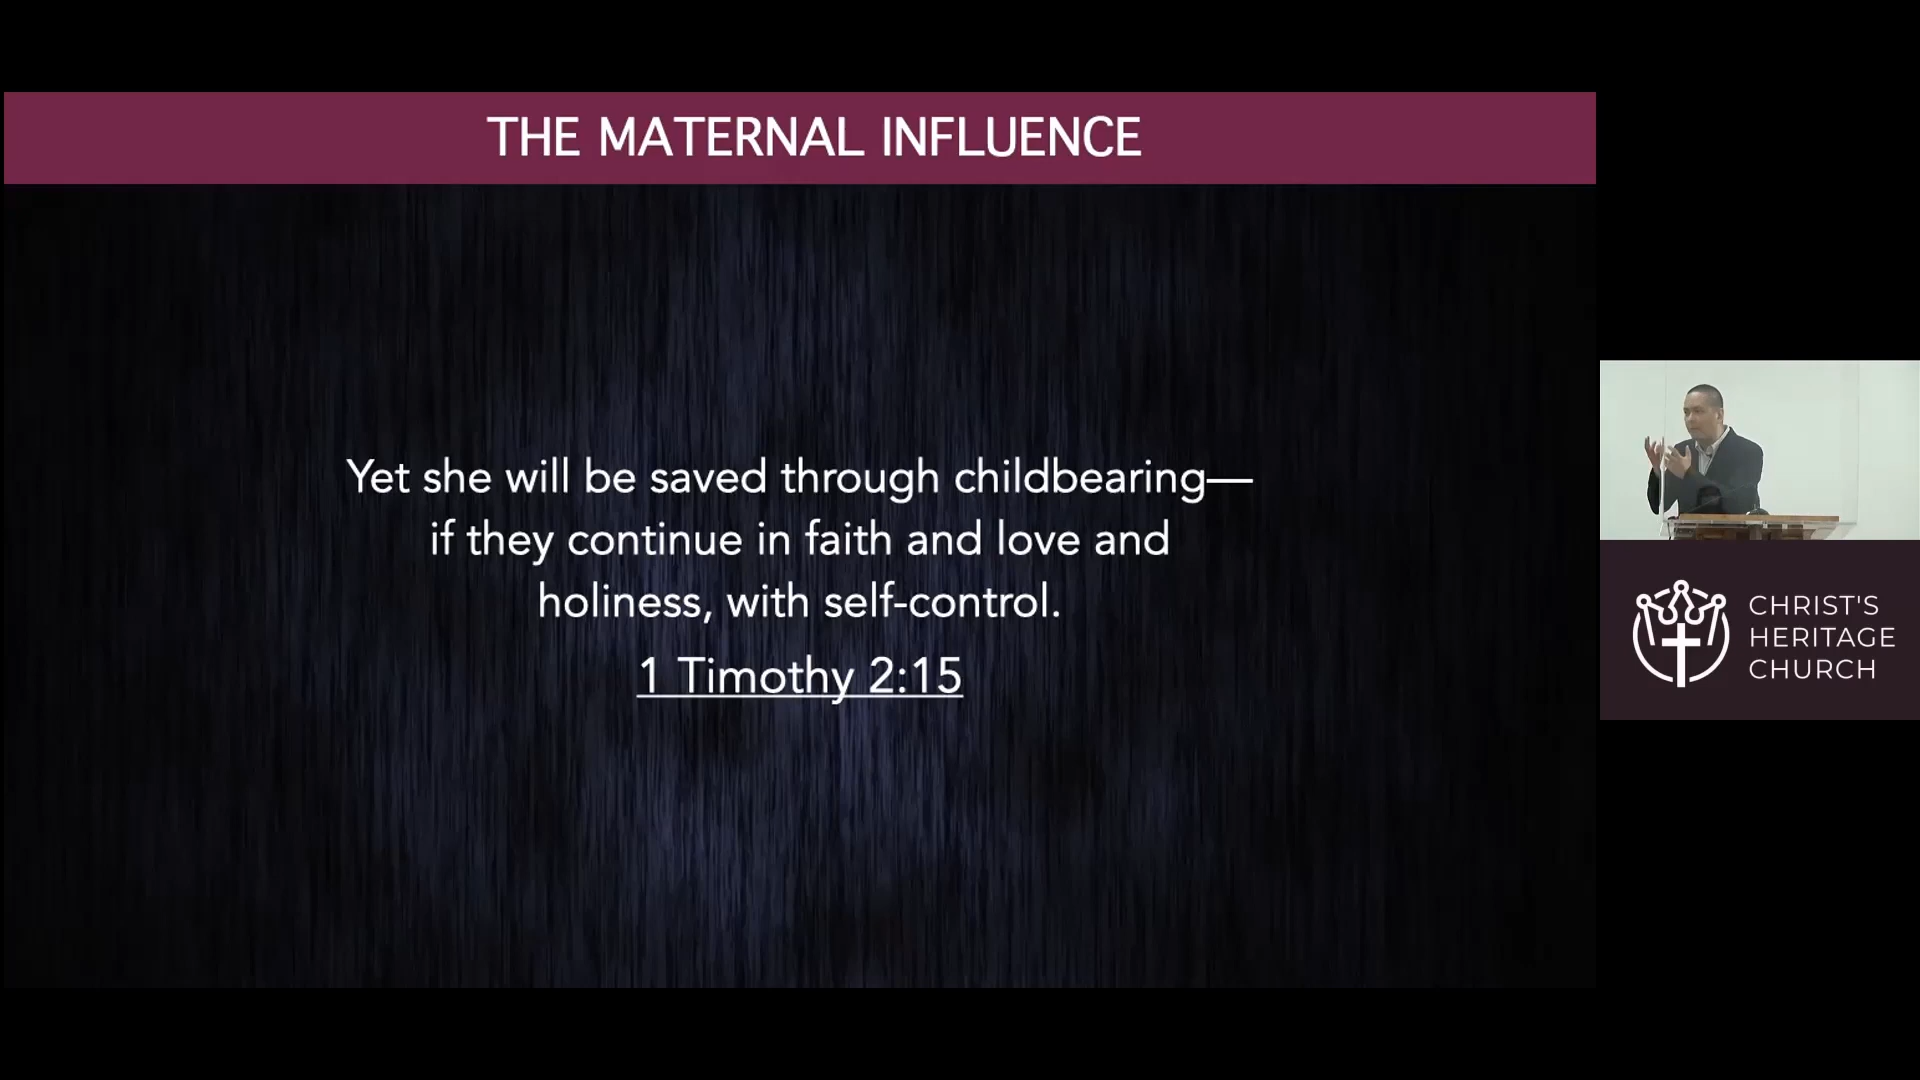 THE MATERNAL INFLUENCE
Yet she will be saved through childbearing—
if they continue in faith and love and
holiness, with self-control.
1 Timothy 2:15
CHRIST'S
HERITAGE
CHURCH